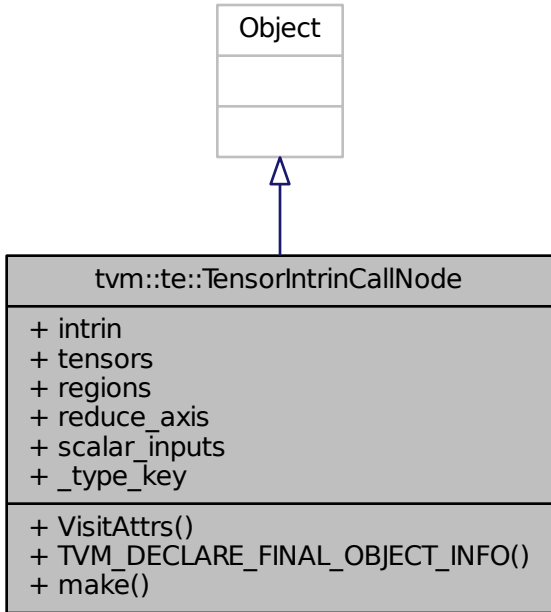 Object
tvm::te::TensorIntrinCallNode
+ intrin
+ tensors
+ regions
+ reduce_axis
+ scalar_inputs
+ _type_key
+ VisitAttrs()
+ TVM_DECLARE_FINAL_OBJECT_INFO()
+ make()